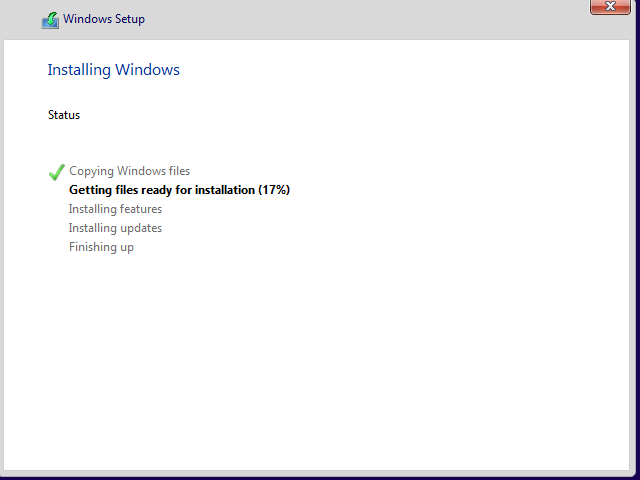 Windows Setup
Installing Windows
Status
Copying Windows files
Getting files ready for installation (17%)
Installing features
Installing updates
Finishing up